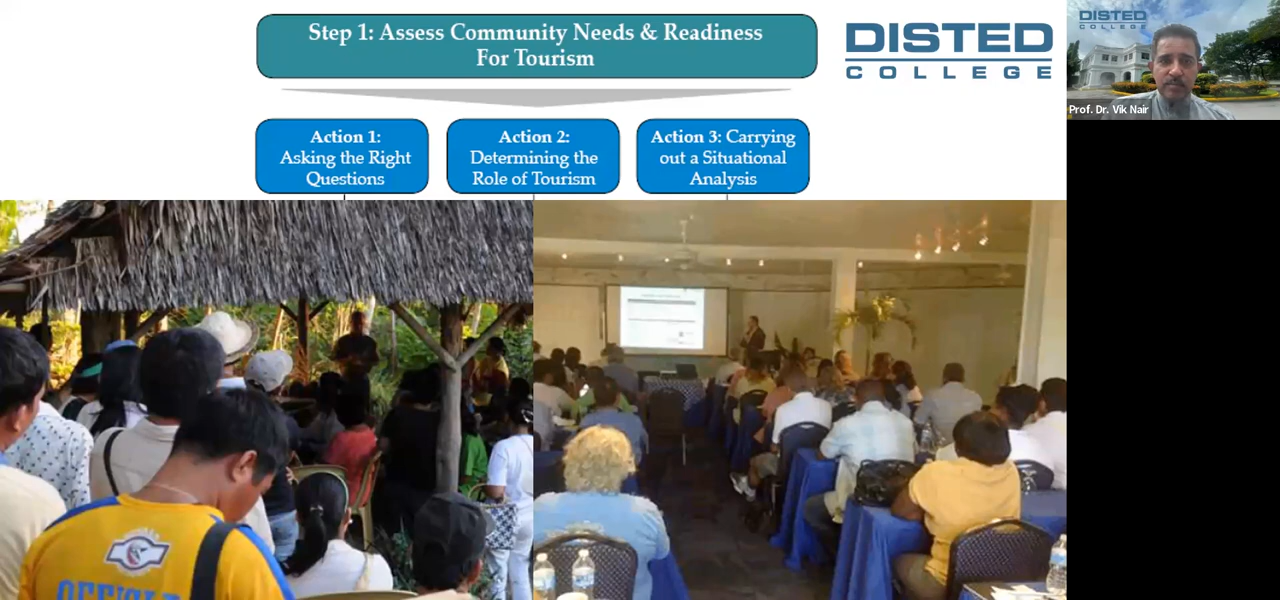 Step 1: Assess Community Needs & Readiness
For Tourism
DISTED
COLLEGE
DISTED
COLLEGE
Prof. Dr. Vik Nair
Action 1:
Asking the Right
Questions
Action 2:
Determining the
Role of Tourism
Action 3: Carrying
out a Situational
Analysis